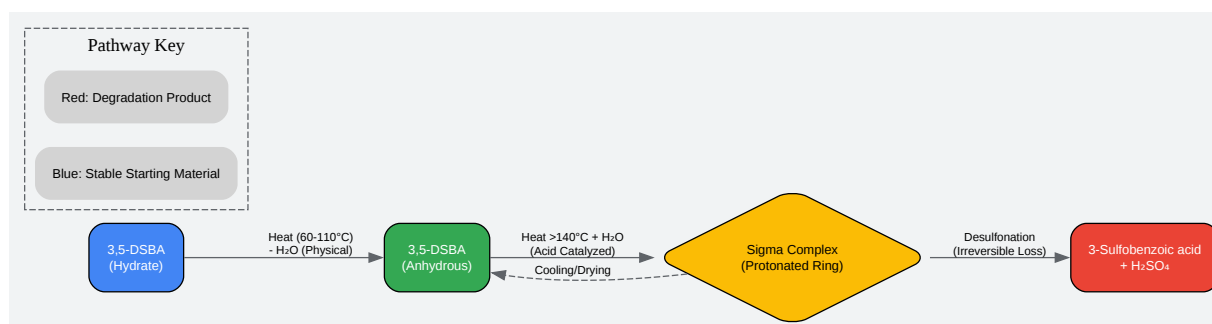 Pathway Key
Red: Degradation Product
Blue: Stable Starting Material
3,5-DSBA
(Hydrate)
Heat (60-110°C)
- H₂O (Physical)
3,5-DSBA
(Anhydrous)
Heat >140°C + H₂O
(Acid Catalyzed)
Cooling/Drying
Sigma Complex
(Protonated Ring)
Desulfonation
(Irreversible Loss)
3-Sulfobenzoic acid
+ H₂SO₄